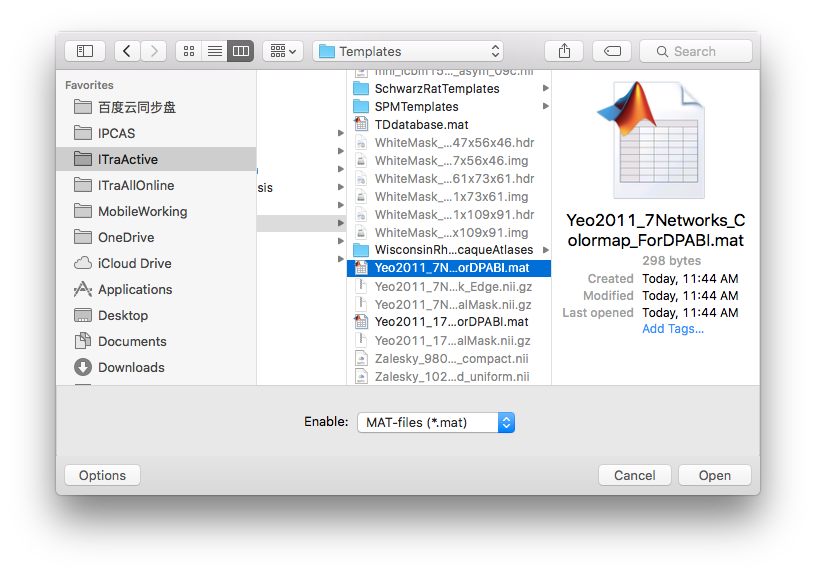 Templates
Search
Favorites
百度云同步盘
IPCAS
ITraActive
ITraAllOnline
MobileWorking
OneDrive
iCloud Drive
Applications
Desktop
Documents
Downloads
sis
mni_icbm15..._asym_09c.nii
SchwarzRatTemplates
SPMTemplates
TDdatabase.mat
WhiteMask_...47x56x46.hdr
WhiteMask_...7x56x46.img
WhiteMask_...61x73x61.hdr
WhiteMask_...1x73x61.img
WhiteMask_...1x109x91.hdr
WhiteMask_...x109x91.img
WisconsinRh...caqueAtlases
Yeo2011_7N...orDPABI.mat
Yeo2011_7N...k_Edge.nii.gz
Yeo2011_7N...alMask.nii.gz
Yeo2011_17...orDPABI.mat
Yeo2011_17...alMask.nii.gz
Zalesky_980..._compact.nii
Zalesky_102...d_uniform.nii
Yeo2011_7Networks_C
olormap_ForDPABI.mat
298 bytes
Created Today, 11:44 AM
Modified Today, 11:44 AM
Last opened Today, 11:44 AM
Add Tags...
Enable: MAT-files (*.mat)
Options
Cancel
Open